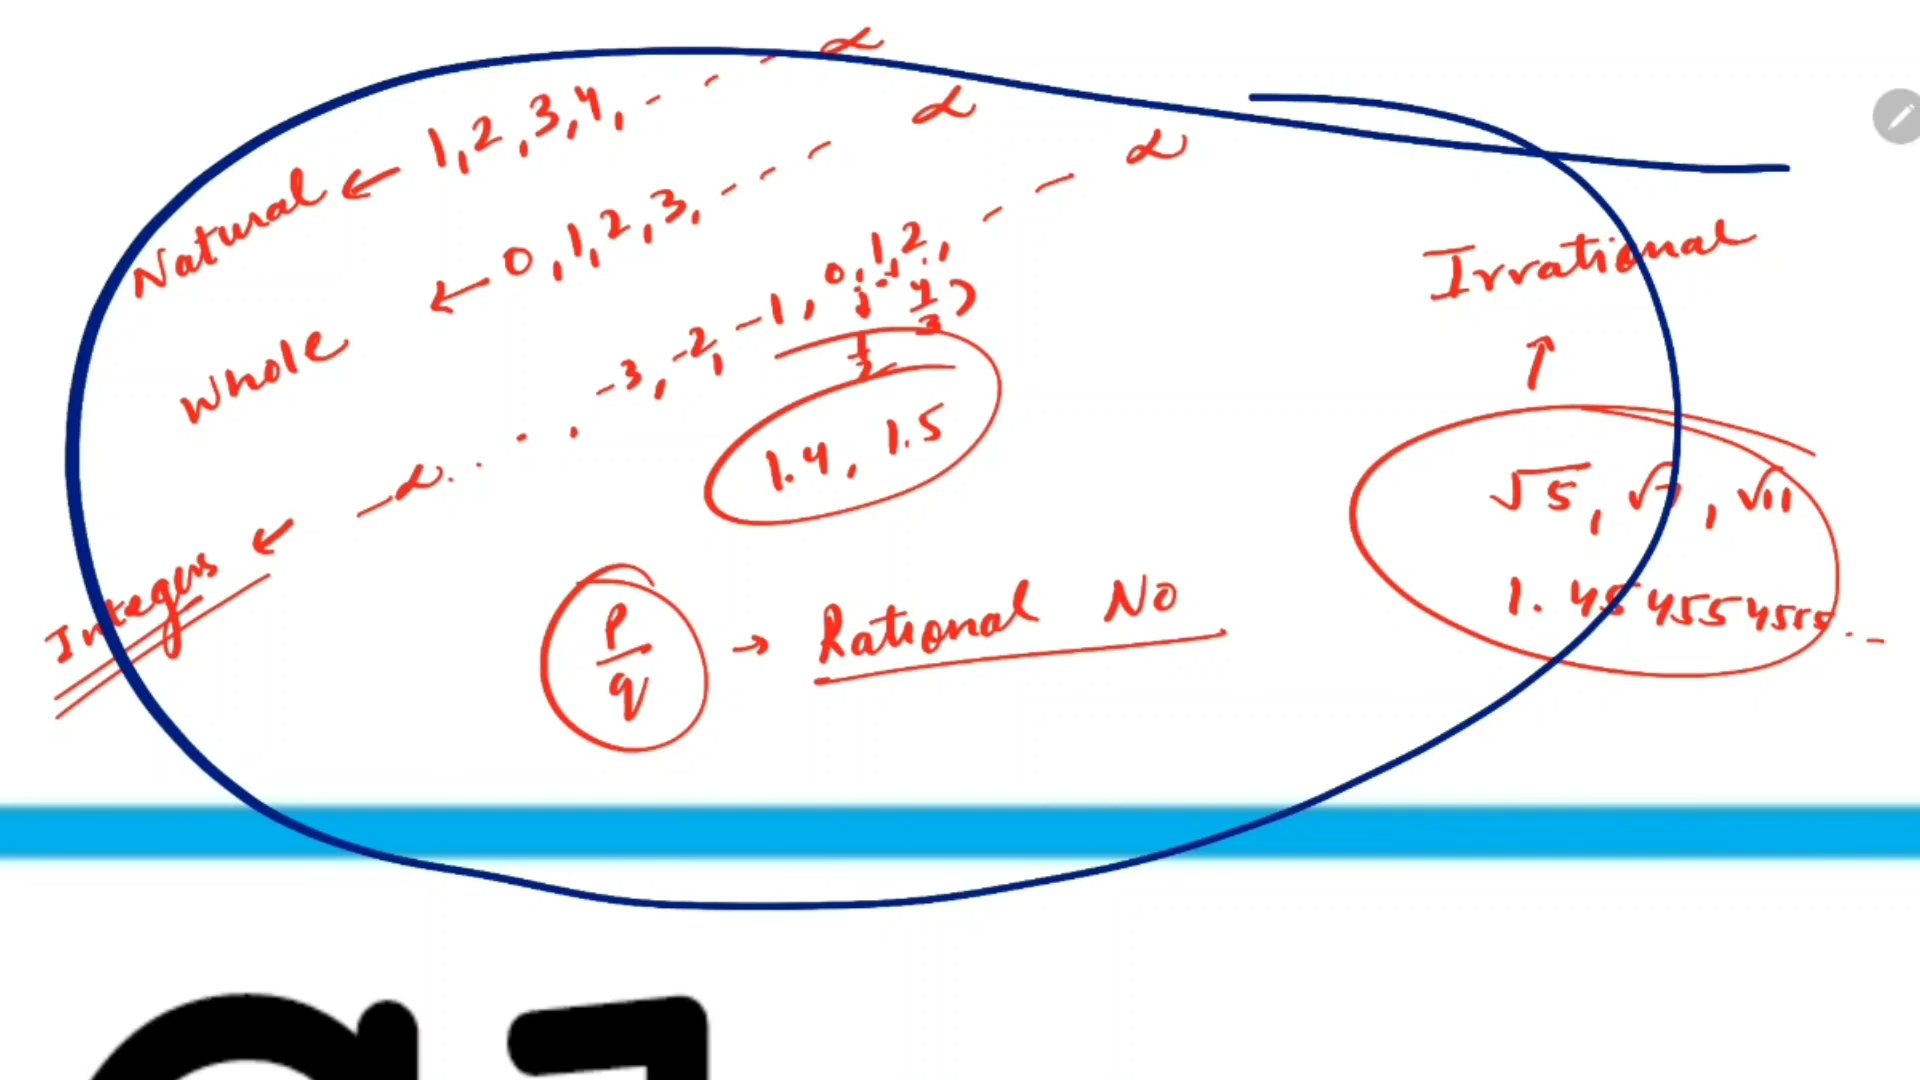 Natural ← 1, 2, 3, 4, - - - ∝
Whole ← 0, 1, 2, 3, - - - ∝
Integers ← -∝ . . . . -3, -2, -1, 0, 1, 2, - - ∝
1.4, 1.5
p/q → Rational No
Irrational
↑
√5, √7, √11
1.454554555..--